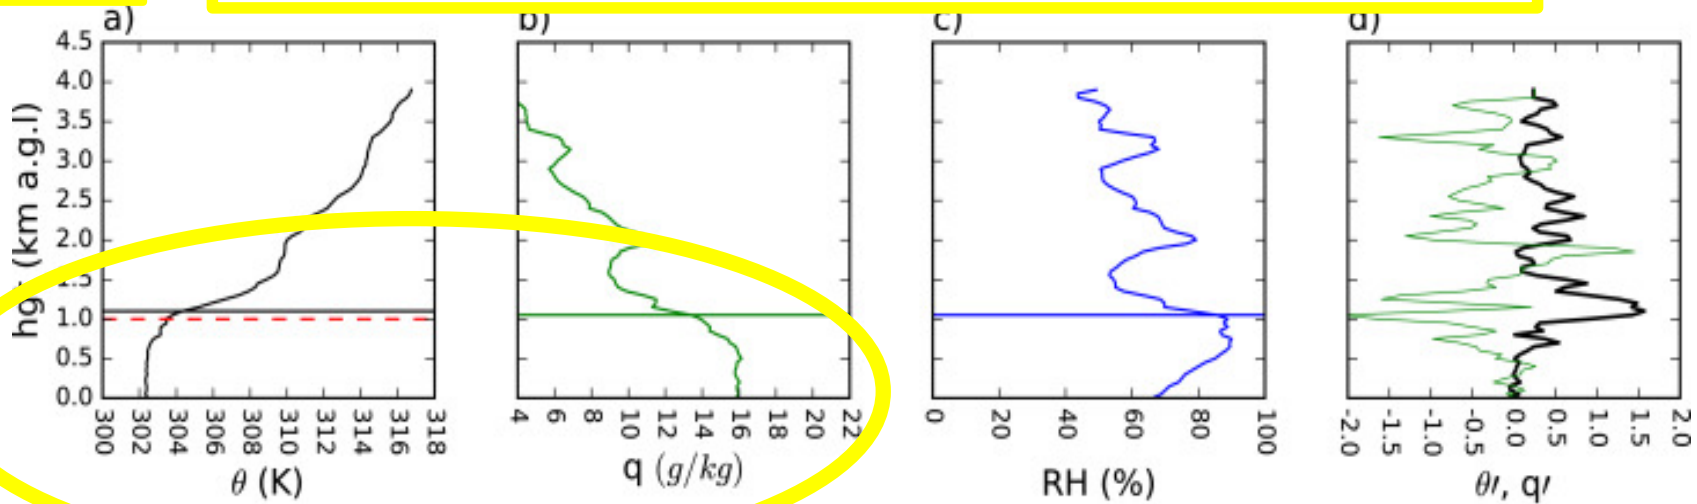 a)
4.5
4.0
3.5
3.0
2.5
2.0
1.0
0.5
0.0
(km a.g.l)
300 302 304 306 308 310 312 314 316 318
θ (K)
b)
4 6 8 10 12 14 16 18 20 22
q (g/kg)
c)
0 20 40 60 80 100
RH (%)
d)
-2.0 -1.5 -1.0 -0.5 0.0 0.5 1.0 1.5 2.0
θ′, q′